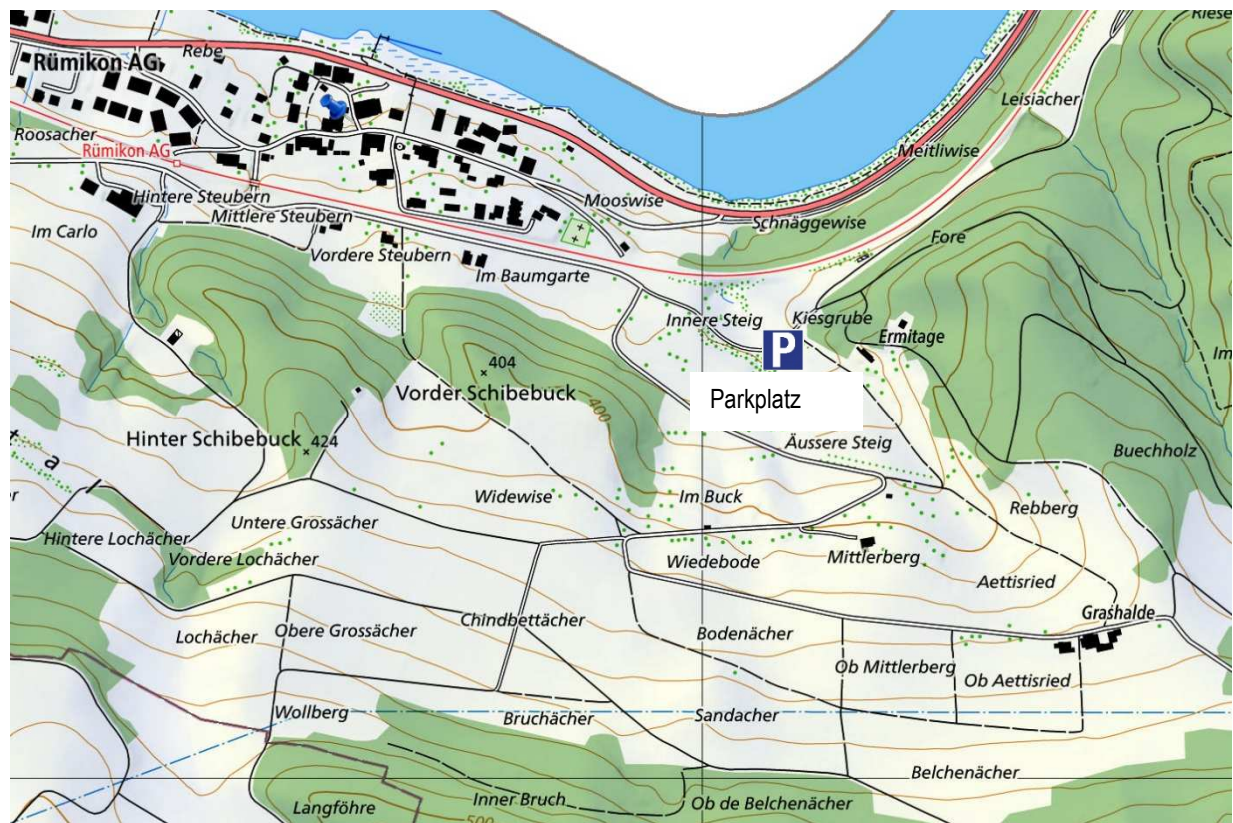 Riese
Rebe
Rümikon AG
Leisiacher
Roosacher
Rümikon AG
Meitliwise
Hintere Steubern
Mooswise
Mittlere Steubern
Schnäggewise
Im Carlo
Fore
Vordere Steubern
Im Baumgarte
Innere Steig
Kiesgrube
Ermitage
P
Im
404
Vorder Schibebuck
400
Parkplatz
Hinter Schibebuck
424
Äussere Steig
Buechholz
a
Widewise
Im Buck
Rebberg
Untere Grossächer
Hintere Lochächer
Vordere Lochächer
Wiedebode
Mittlerberg
Aettisried
Grashalde
Chindbettächer
Lochächer
Obere Grossächer
Bodenächer
Ob Mittlerberg
Ob Aettisried
Wollberg
Bruchächer
Sandacher
Belchenächer
Langföhre
Inner Bruch
Ob de Belchenächer
500